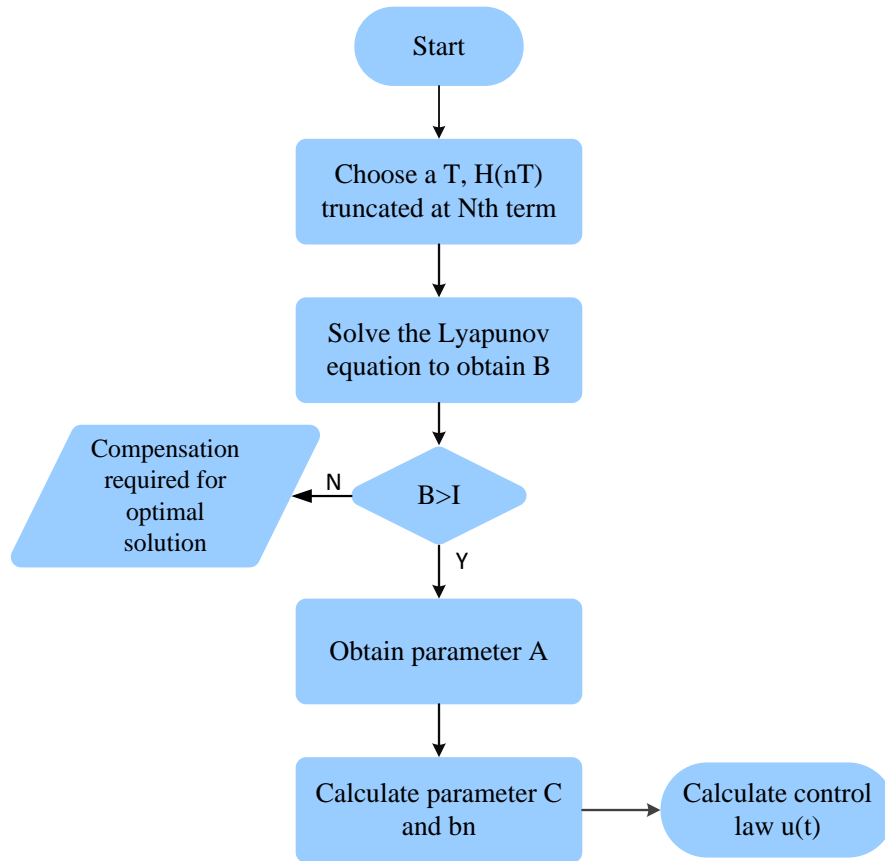 Start
Choose a T, H(nT)
truncated at Nth term
Solve the Lyapunov
equation to obtain B
Compensation
required for
optimal
solution
N
B>I
Y
Obtain parameter A
Calculate parameter C
and bn
Calculate control
law u(t)